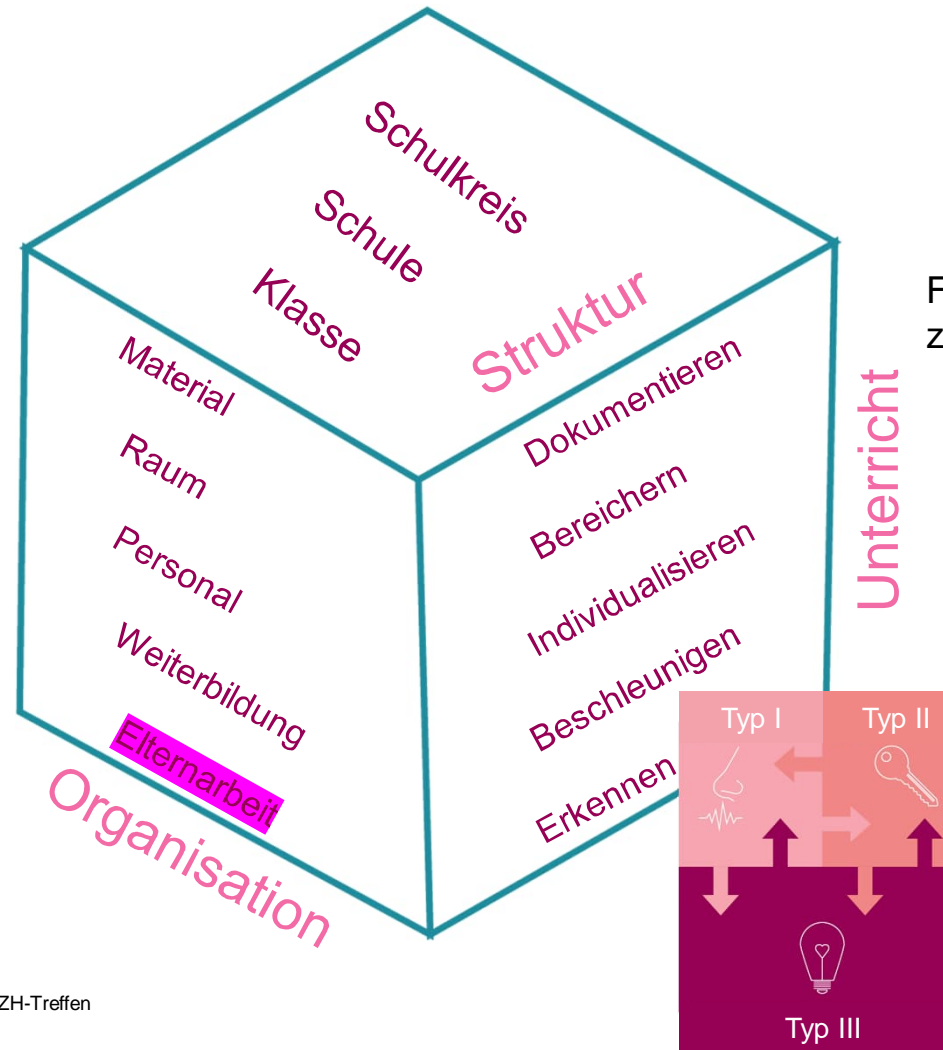 Schulkreis
Schule
Klasse
Struktur
Material
Raum
Personal
Weiterbildung
Elternarbeit
Organisation
Dokumentieren
Bereichern
Individualisieren
Beschleunigen
Erkennen
Unterricht
F
z
Typ I
Typ II
Typ III
ZH-Treffen